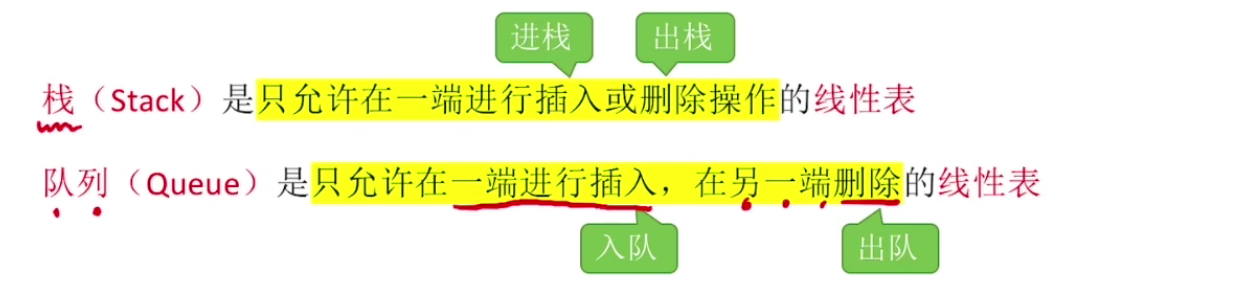 进栈 出栈
栈（Stack）是只允许在一端进行插入或删除操作的线性表
队列（Queue）是只允许在一端进行插入，在另一端删除的线性表
入队 出队